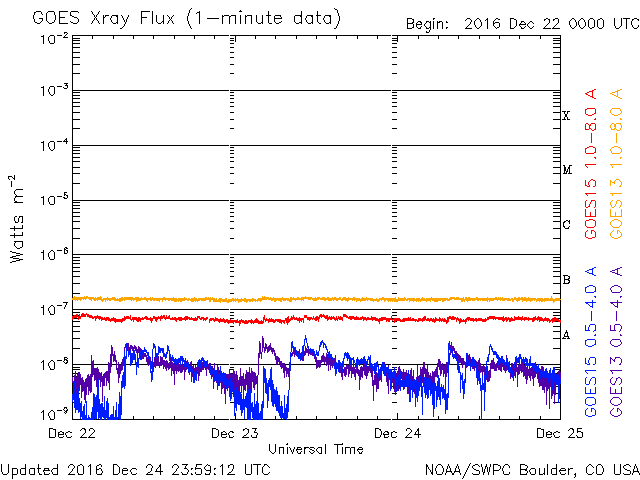 GOES Xray Flux (1-minute data)
Begin: 2016 Dec 22 0000 UTC
10⁻²
10⁻³
10⁻⁴
10⁻⁵
10⁻⁶
10⁻⁷
10⁻⁸
10⁻⁹
Watts m⁻²
X
M
C
B
A
GOES15 1.0-8.0 A
GOES13 1.0-8.0 A
GOES15 0.5-4.0 A
GOES13 0.5-4.0 A
Dec 22
Dec 23
Dec 24
Dec 25
Universal Time
Updated 2016 Dec 24 23:59:12 UTC
NOAA/SWPC Boulder, CO USA